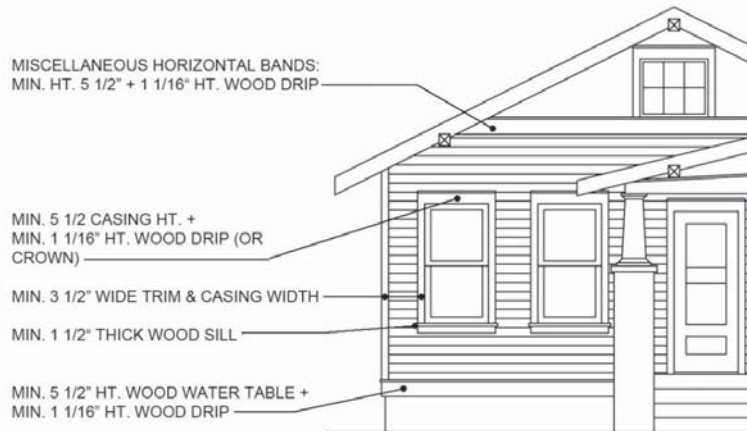 MISCELLANEOUS HORIZONTAL BANDS:
MIN. HT. 5 1/2" + 1 1/16" HT. WOOD DRIP
MIN. 5 1/2 CASING HT. +
MIN. 1 1/16" HT. WOOD DRIP (OR
CROWN)
MIN. 3 1/2" WIDE TRIM & CASING WIDTH
MIN. 1 1/2" THICK WOOD SILL
MIN. 5 1/2" HT. WOOD WATER TABLE +
MIN. 1 1/16" HT. WOOD DRIP